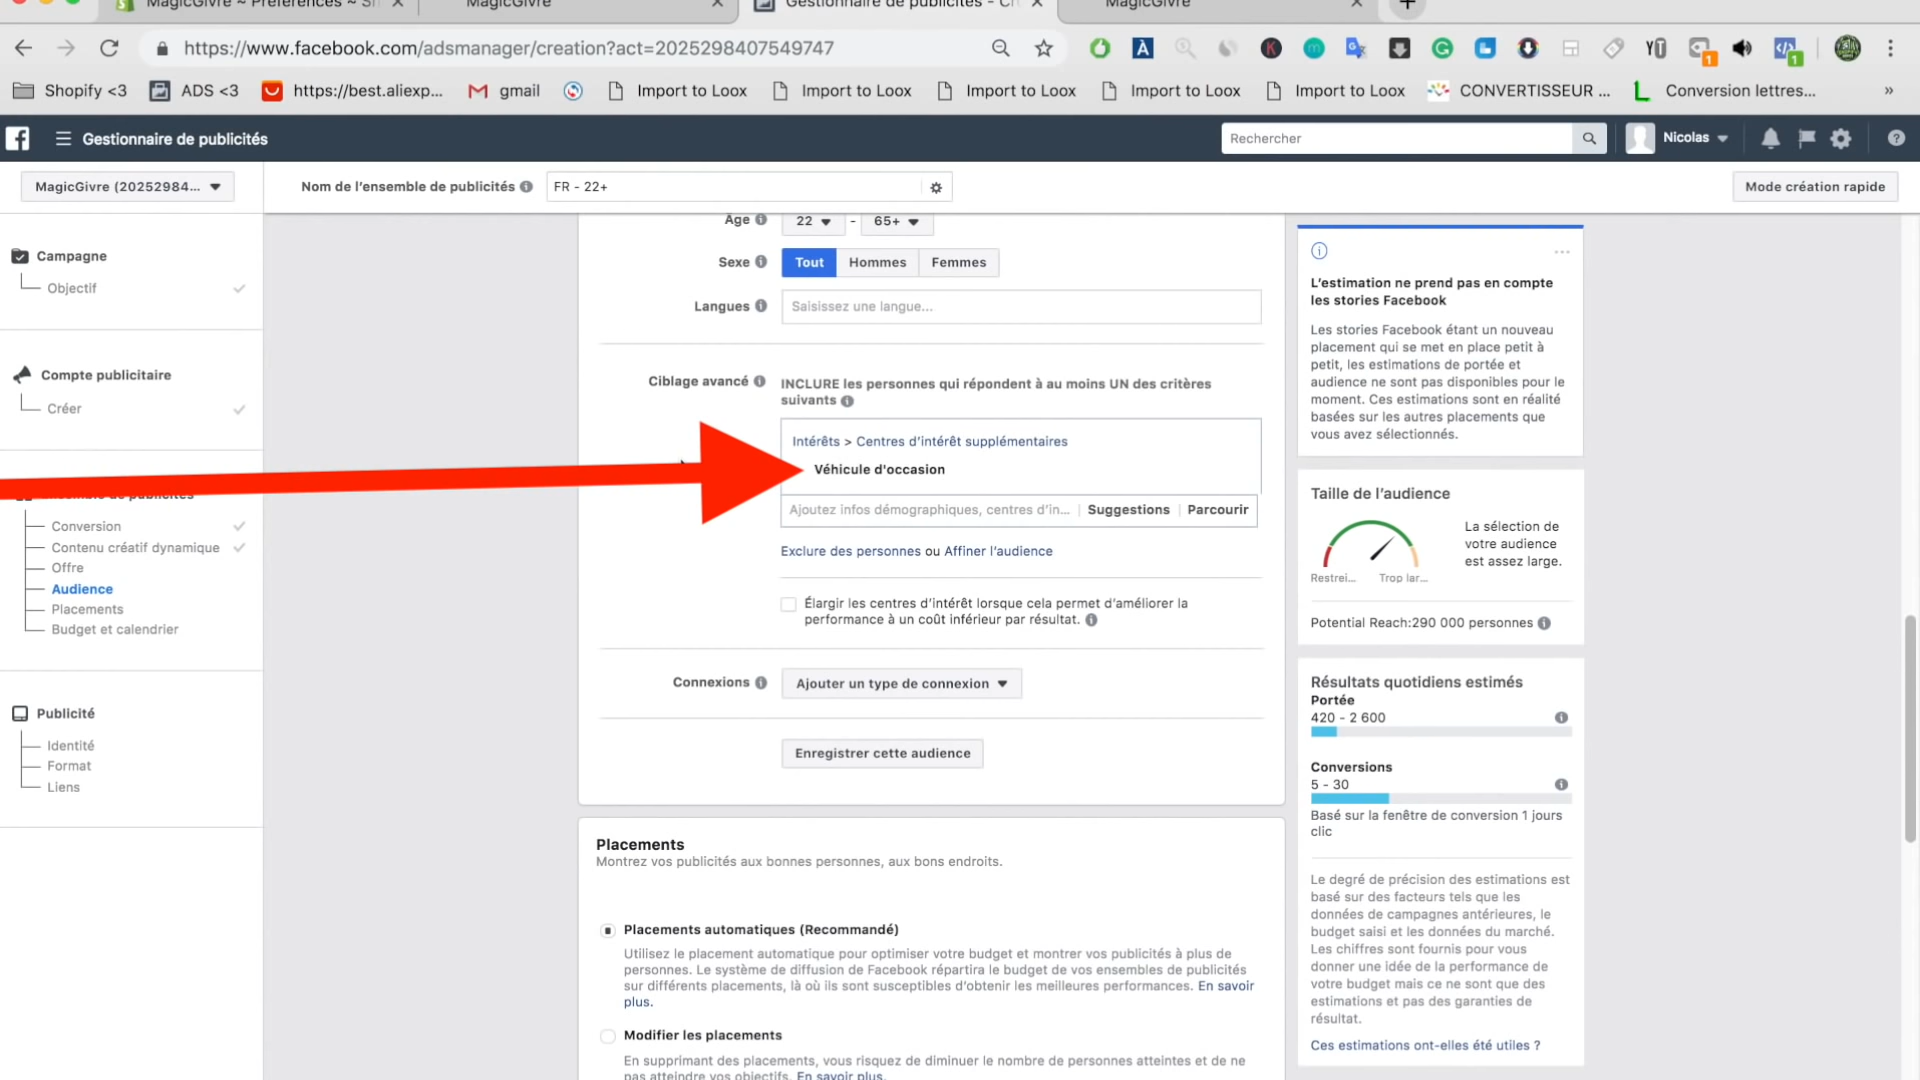 MagicGivre ~ Préférences ~ Sh
MagicGivre
Gestionnaire de publicités - Cr
MagicGivre
https://www.facebook.com/adsmanager/creation?act=2025298407549747
Shopify <3
ADS <3
https://best.aliexp...
gmail
Import to Loox
Import to Loox
Import to Loox
Import to Loox
Import to Loox
CONVERTISSEUR ...
Conversion lettres...
»
Gestionnaire de publicités
Rechercher
Nicolas
MagicGivre (20252984...
Nom de l'ensemble de publicités
FR - 22+
Mode création rapide
Campagne
Objectif
Compte publicitaire
Créer
Conversion
Contenu créatif dynamique
Offre
Audience
Placements
Budget et calendrier
Publicité
Identité
Format
Liens
Âge
22 - 65+
Sexe
Tout Hommes Femmes
Langues
Saisissez une langue...
Ciblage avancé
INCLURE les personnes qui répondent à au moins UN des critères
suivants
Intérêts > Centres d'intérêt supplémentaires
Véhicule d'occasion
Ajoutez infos démographiques, centres d'in... | Suggestions | Parcourir
Exclure des personnes ou Affiner l'audience
Élargir les centres d'intérêt lorsque cela permet d'améliorer la
performance à un coût inférieur par résultat.
Connexions
Ajouter un type de connexion
Enregistrer cette audience
Placements
Montrez vos publicités aux bonnes personnes, aux bons endroits.
Placements automatiques (Recommandé)
Utilisez le placement automatique pour optimiser votre budget et montrer vos publicités à plus de
personnes. Le système de diffusion de Facebook répartira le budget de vos ensembles de publicités
sur différents placements, là où ils sont susceptibles d'obtenir les meilleures performances. En savoir
plus.
Modifier les placements
En supprimant des placements, vous risquez de diminuer le nombre de personnes atteintes et de ne
pas atteindre vos objectifs. En savoir plus.
L'estimation ne prend pas en compte
les stories Facebook
Les stories Facebook étant un nouveau
placement qui se met en place petit à
petit, les estimations de portée et
audience ne sont pas disponibles pour le
moment. Ces estimations sont en réalité
basées sur les autres placements que
vous avez sélectionnés.
Taille de l'audience
La sélection de
votre audience
est assez large.
Restrei... Trop lar...
Potential Reach:290 000 personnes
Résultats quotidiens estimés
Portée
420 - 2 600
Conversions
5 - 30
Basé sur la fenêtre de conversion 1 jours
clic
Le degré de précision des estimations est
basé sur des facteurs tels que les
données de campagnes antérieures, le
budget saisi et les données du marché.
Les chiffres sont fournis pour vous
donner une idée de la performance de
votre budget mais ce ne sont que des
estimations et pas des garanties de
résultat.
Ces estimations ont-elles été utiles ?